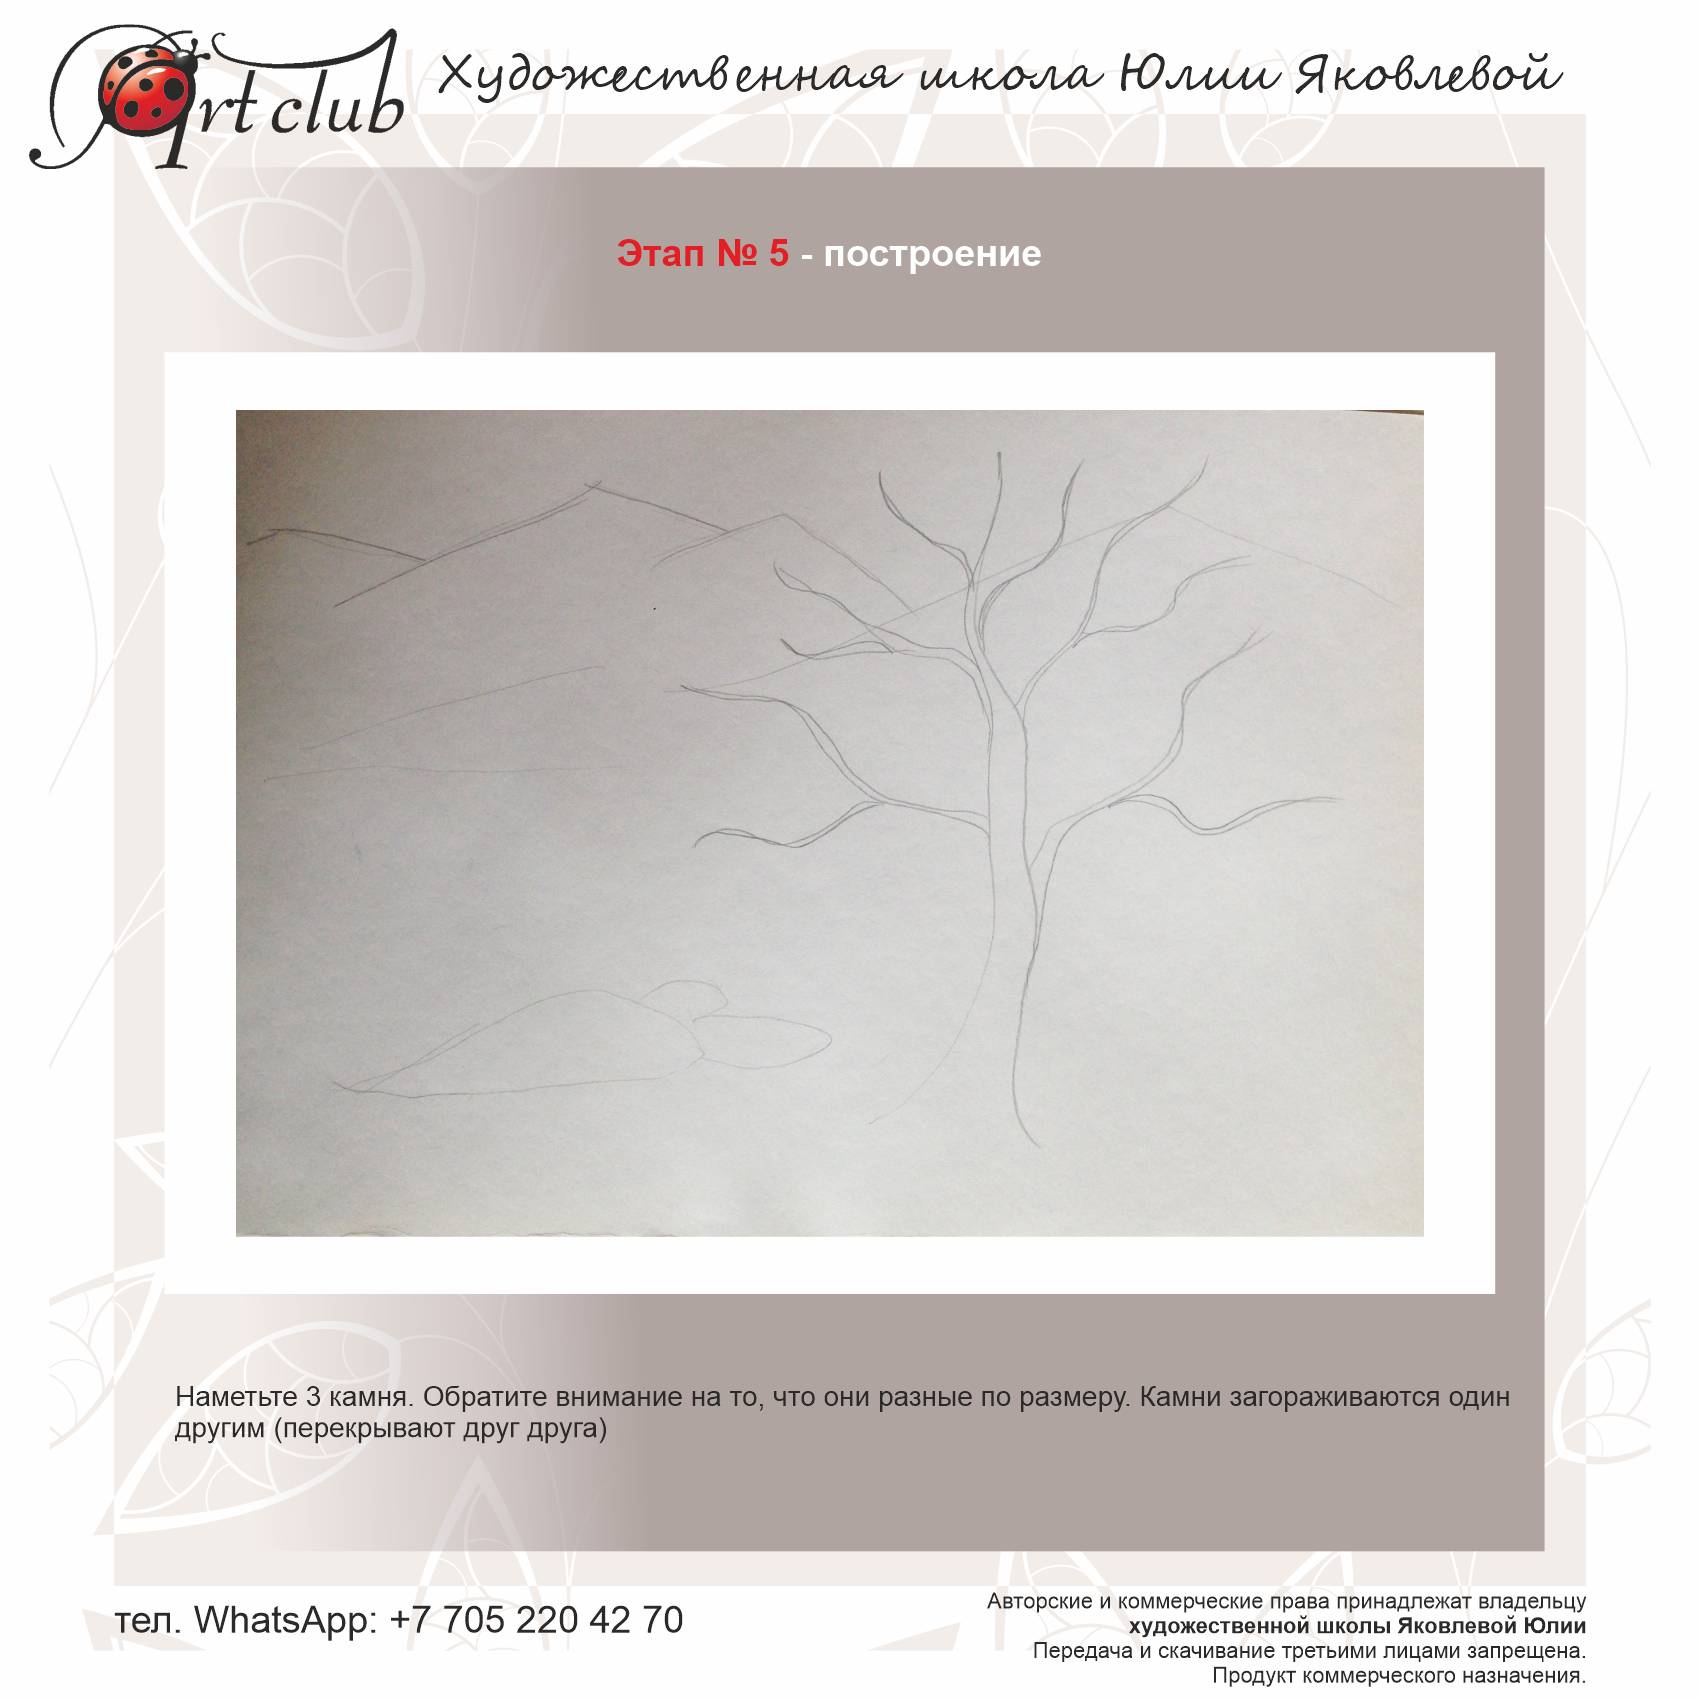 Art club
Художественная школа Юлии Яковлевой
Этап № 5 - построение
Наметьте 3 камня. Обратите внимание на то, что они разные по размеру. Камни загораживаются один
другим (перекрывают друг друга)
тел. WhatsApp: +7 705 220 42 70
Авторские и коммерческие права принадлежат владельцу
художественной школы Яковлевой Юлии
Передача и скачивание третьими лицами запрещена.
Продукт коммерческого назначения.